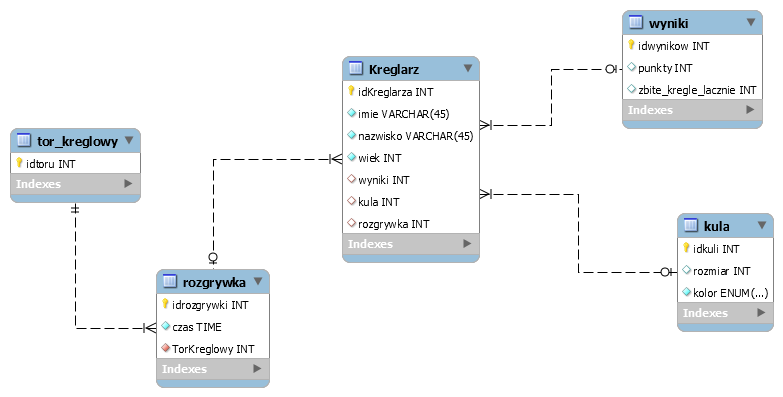 tor_kreglowy
idtoru INT
Indexes
rozgrywka
idrozgrywki INT
czas TIME
TorKreglowy INT
Indexes
Kreglarz
idKreglarza INT
imie VARCHAR(45)
nazwisko VARCHAR(45)
wiek INT
wyniki INT
kula INT
rozgrywka INT
Indexes
wyniki
idwynikow INT
punkty INT
zbite_kregle_lacznie INT
Indexes
kula
idkuli INT
rozmiar INT
kolor ENUM(...)
Indexes